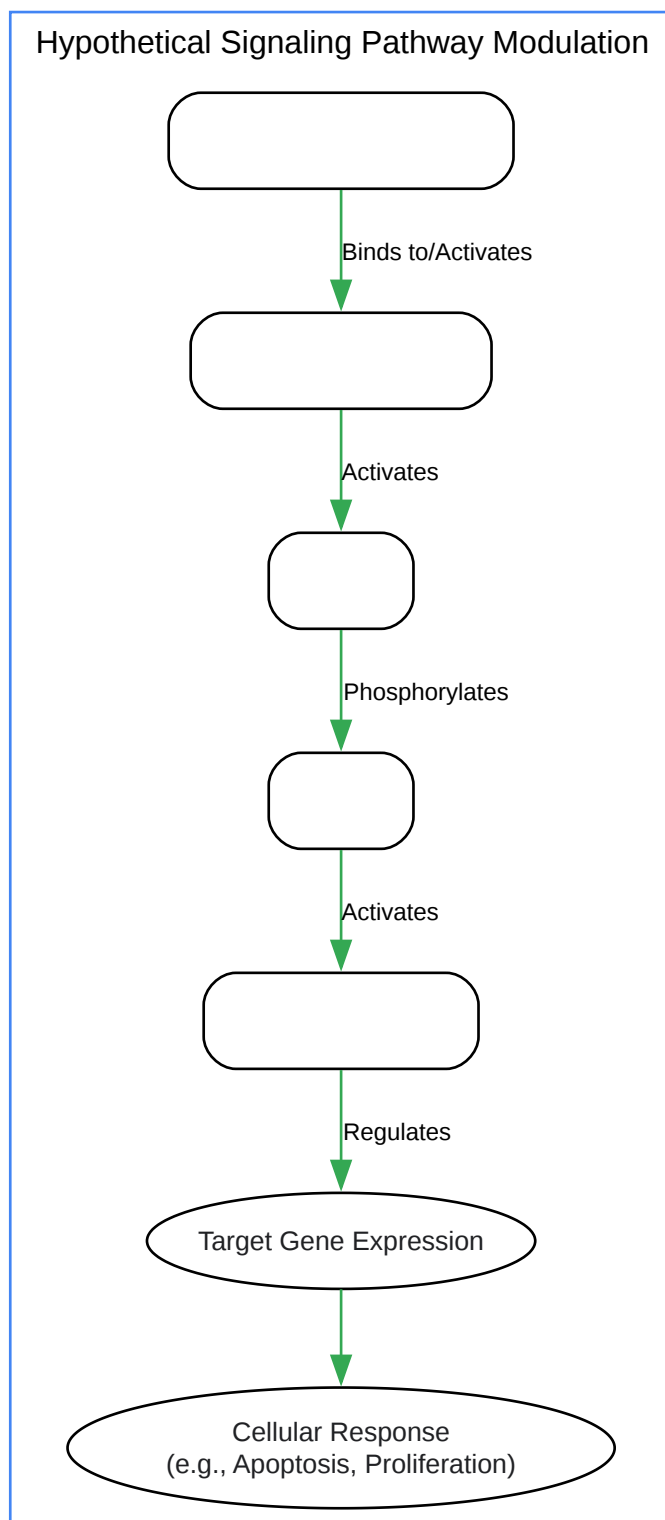 Hypothetical Signaling Pathway Modulation
Binds to/Activates
Activates
Phosphorylates
Activates
Regulates
Target Gene Expression
Cellular Response
(e.g., Apoptosis, Proliferation)